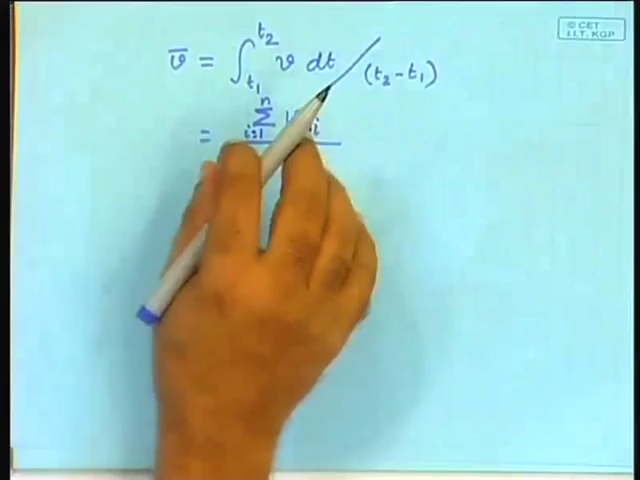 © CET
I.I.T. KGP
v̄ = ∫_{t₁}^{t₂} v dt / (t₂ - t₁)
= Σ_{i=1}^{n}